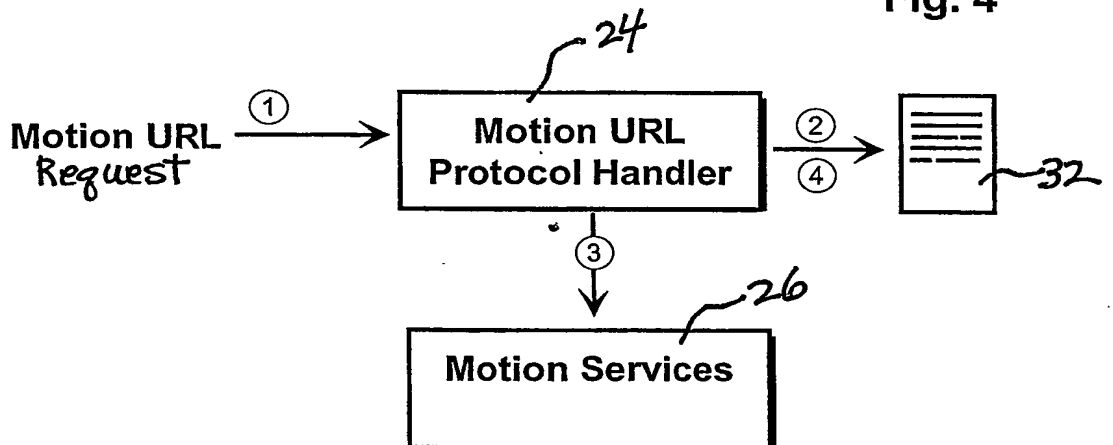 Fig. 4
24
①
Motion URL
Request
Motion URL
Protocol Handler
②
④
32
③
26
Motion Services